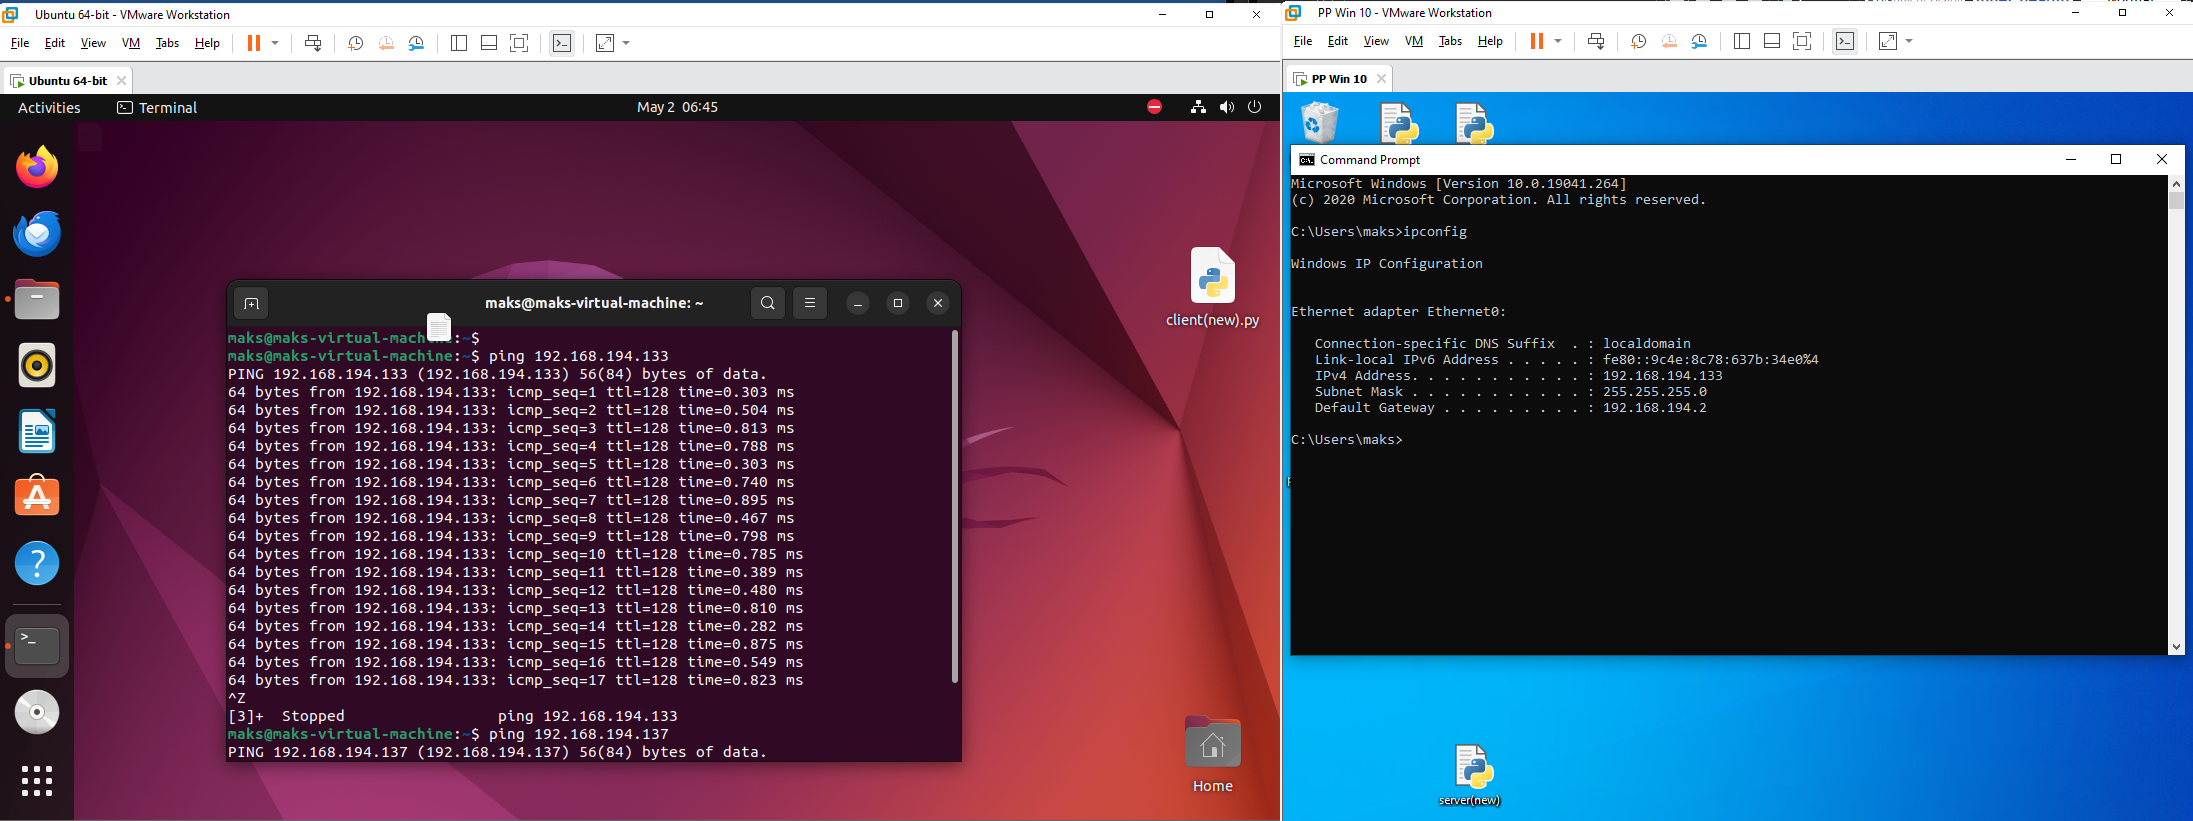 Ubuntu 64-bit - VMware Workstation
File Edit View VM Tabs Help
Ubuntu 64-bit
Activities Terminal May 2 06:45
maks@maks-virtual-machine: ~
maks@maks-virtual-machine:~$
maks@maks-virtual-machine:~$ ping 192.168.194.133
PING 192.168.194.133 (192.168.194.133) 56(84) bytes of data.
64 bytes from 192.168.194.133: icmp_seq=1 ttl=128 time=0.303 ms
64 bytes from 192.168.194.133: icmp_seq=2 ttl=128 time=0.504 ms
64 bytes from 192.168.194.133: icmp_seq=3 ttl=128 time=0.813 ms
64 bytes from 192.168.194.133: icmp_seq=4 ttl=128 time=0.788 ms
64 bytes from 192.168.194.133: icmp_seq=5 ttl=128 time=0.303 ms
64 bytes from 192.168.194.133: icmp_seq=6 ttl=128 time=0.740 ms
64 bytes from 192.168.194.133: icmp_seq=7 ttl=128 time=0.895 ms
64 bytes from 192.168.194.133: icmp_seq=8 ttl=128 time=0.467 ms
64 bytes from 192.168.194.133: icmp_seq=9 ttl=128 time=0.798 ms
64 bytes from 192.168.194.133: icmp_seq=10 ttl=128 time=0.785 ms
64 bytes from 192.168.194.133: icmp_seq=11 ttl=128 time=0.389 ms
64 bytes from 192.168.194.133: icmp_seq=12 ttl=128 time=0.480 ms
64 bytes from 192.168.194.133: icmp_seq=13 ttl=128 time=0.810 ms
64 bytes from 192.168.194.133: icmp_seq=14 ttl=128 time=0.282 ms
64 bytes from 192.168.194.133: icmp_seq=15 ttl=128 time=0.875 ms
64 bytes from 192.168.194.133: icmp_seq=16 ttl=128 time=0.549 ms
64 bytes from 192.168.194.133: icmp_seq=17 ttl=128 time=0.823 ms
^Z
[3]+ Stopped ping 192.168.194.133
maks@maks-virtual-machine:~$ ping 192.168.194.137
PING 192.168.194.137 (192.168.194.137) 56(84) bytes of data.
client(new).py
Home
PP Win 10 - VMware Workstation
File Edit View VM Tabs Help
PP Win 10
Command Prompt
Microsoft Windows [Version 10.0.19041.264]
(c) 2020 Microsoft Corporation. All rights reserved.
C:\Users\maks>ipconfig
Windows IP Configuration
Ethernet adapter Ethernet0:
Connection-specific DNS Suffix . : localdomain
Link-local IPv6 Address . . . . . : fe80::9c4e:8c78:637b:34e0%4
IPv4 Address. . . . . . . . . . . : 192.168.194.133
Subnet Mask . . . . . . . . . . . : 255.255.255.0
Default Gateway . . . . . . . . . : 192.168.194.2
C:\Users\maks>
server(new)